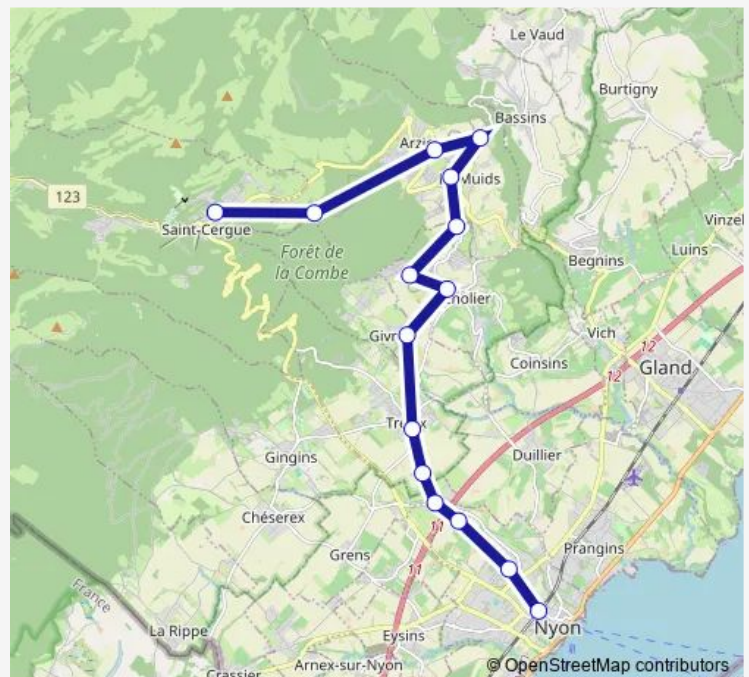 Le Vaud
Burtigny
Bassins
Muids
123
Saint-Cergue
Forêt de
la Combe
Vinzel
Luins
Begnins
Vich
12
12
Coinsins
Gland
Gingins
Duillier
Chéserex
11
11
Grens
Prangins
France
La Rippe
Nyon
Eysins
Crassier
Arnex-sur-Nyon
© OpenStreetMap contributors